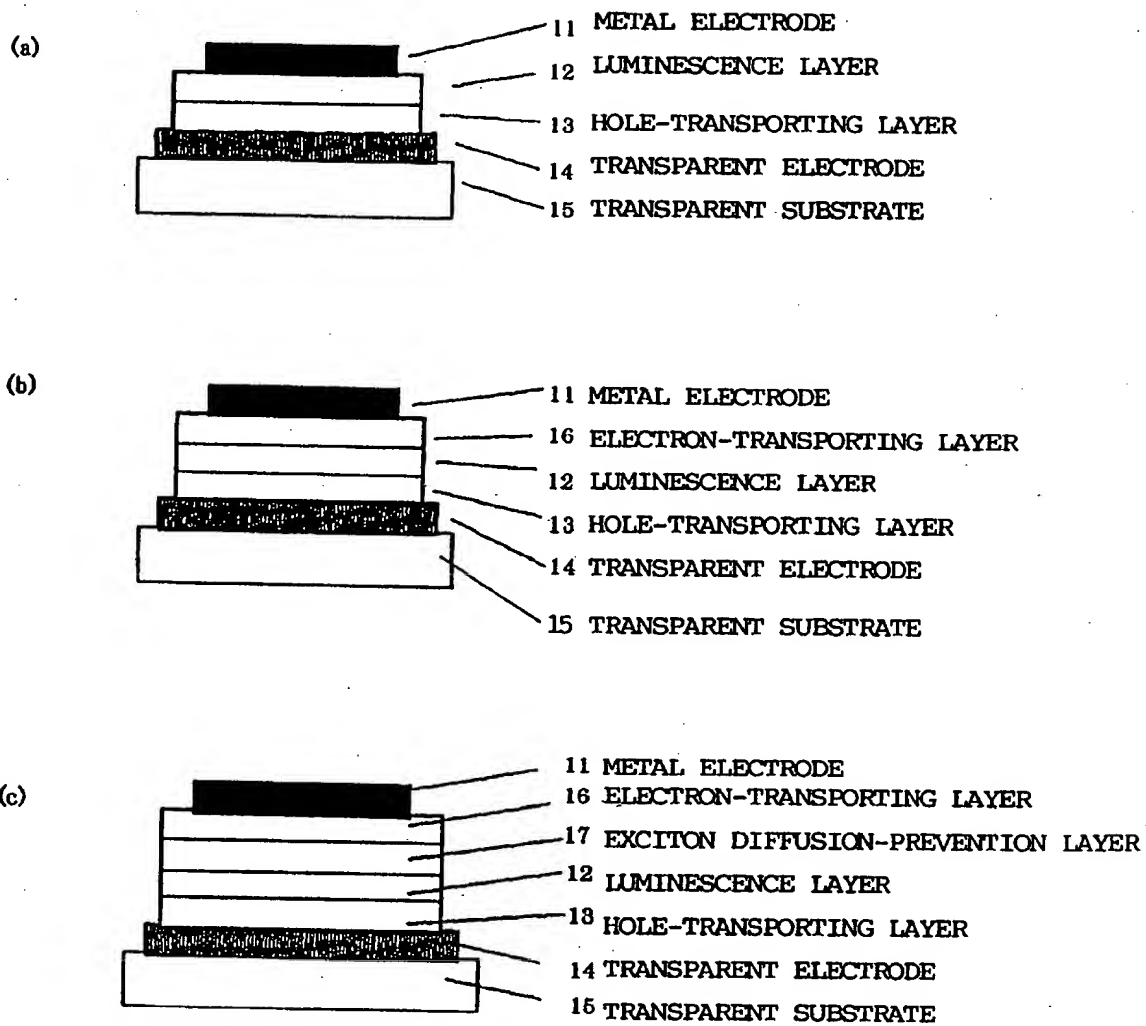 (a)
11 METAL ELECTRODE
12 LUMINESCENCE LAYER
13 HOLE-TRANSPORTING LAYER
14 TRANSPARENT ELECTRODE
15 TRANSPARENT SUBSTRATE
(b)
11 METAL ELECTRODE
16 ELECTRON-TRANSPORTING LAYER
12 LUMINESCENCE LAYER
13 HOLE-TRANSPORTING LAYER
14 TRANSPARENT ELECTRODE
15 TRANSPARENT SUBSTRATE
(c)
11 METAL ELECTRODE
16 ELECTRON-TRANSPORTING LAYER
17 EXCITON DIFFUSION-PREVENTION LAYER
12 LUMINESCENCE LAYER
13 HOLE-TRANSPORTING LAYER
14 TRANSPARENT ELECTRODE
15 TRANSPARENT SUBSTRATE